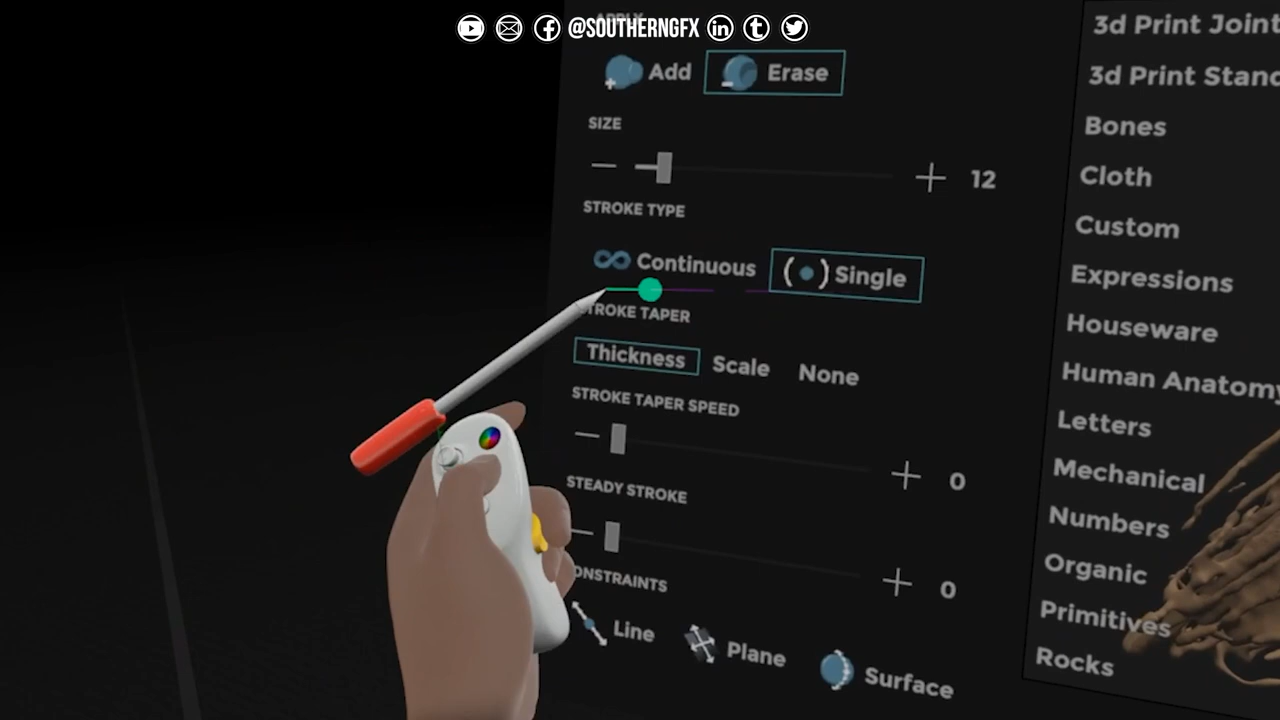 @SOUTHERNGFX
Add Erase
SIZE
12
STROKE TYPE
Continuous Single
STROKE TAPER
Thickness Scale None
STROKE TAPER SPEED
0
STEADY STROKE
0
CONSTRAINTS
Line Plane Surface
3d Print Joint
3d Print Stand
Bones
Cloth
Custom
Expressions
Houseware
Human Anatomy
Letters
Mechanical
Numbers
Organic
Primitives
Rocks